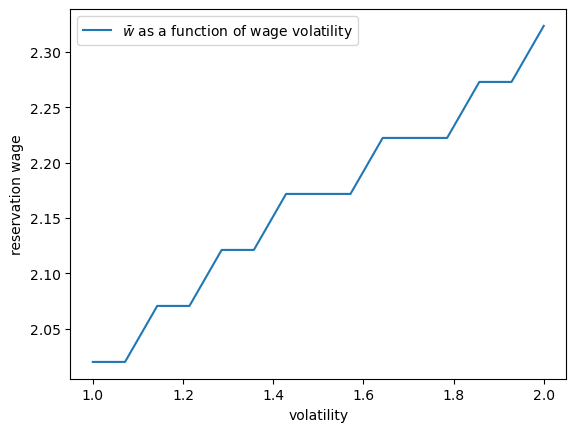 w̄ as a function of wage volatility
2.30
2.25
2.20
2.15
2.10
2.05
reservation wage
1.0 1.2 1.4 1.6 1.8 2.0
volatility